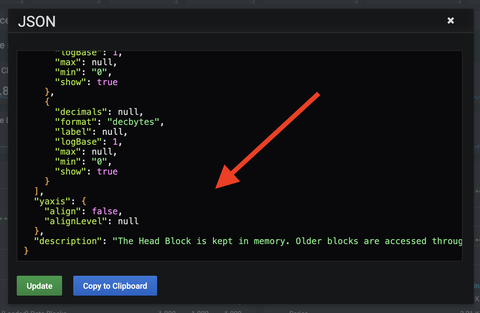 JSON
"logBase": 1,
"max": null,
"min": "0",
"show": true
},
{
"decimals": null,
"format": "decbytes",
"label": null,
"logBase": 1,
"max": null,
"min": "0",
"show": true
}
],
"yaxis": {
"align": false,
"alignLevel": null
},
"description": "The Head Block is kept in memory. Older blocks are accessed throug
}
Update
Copy to Clipboard